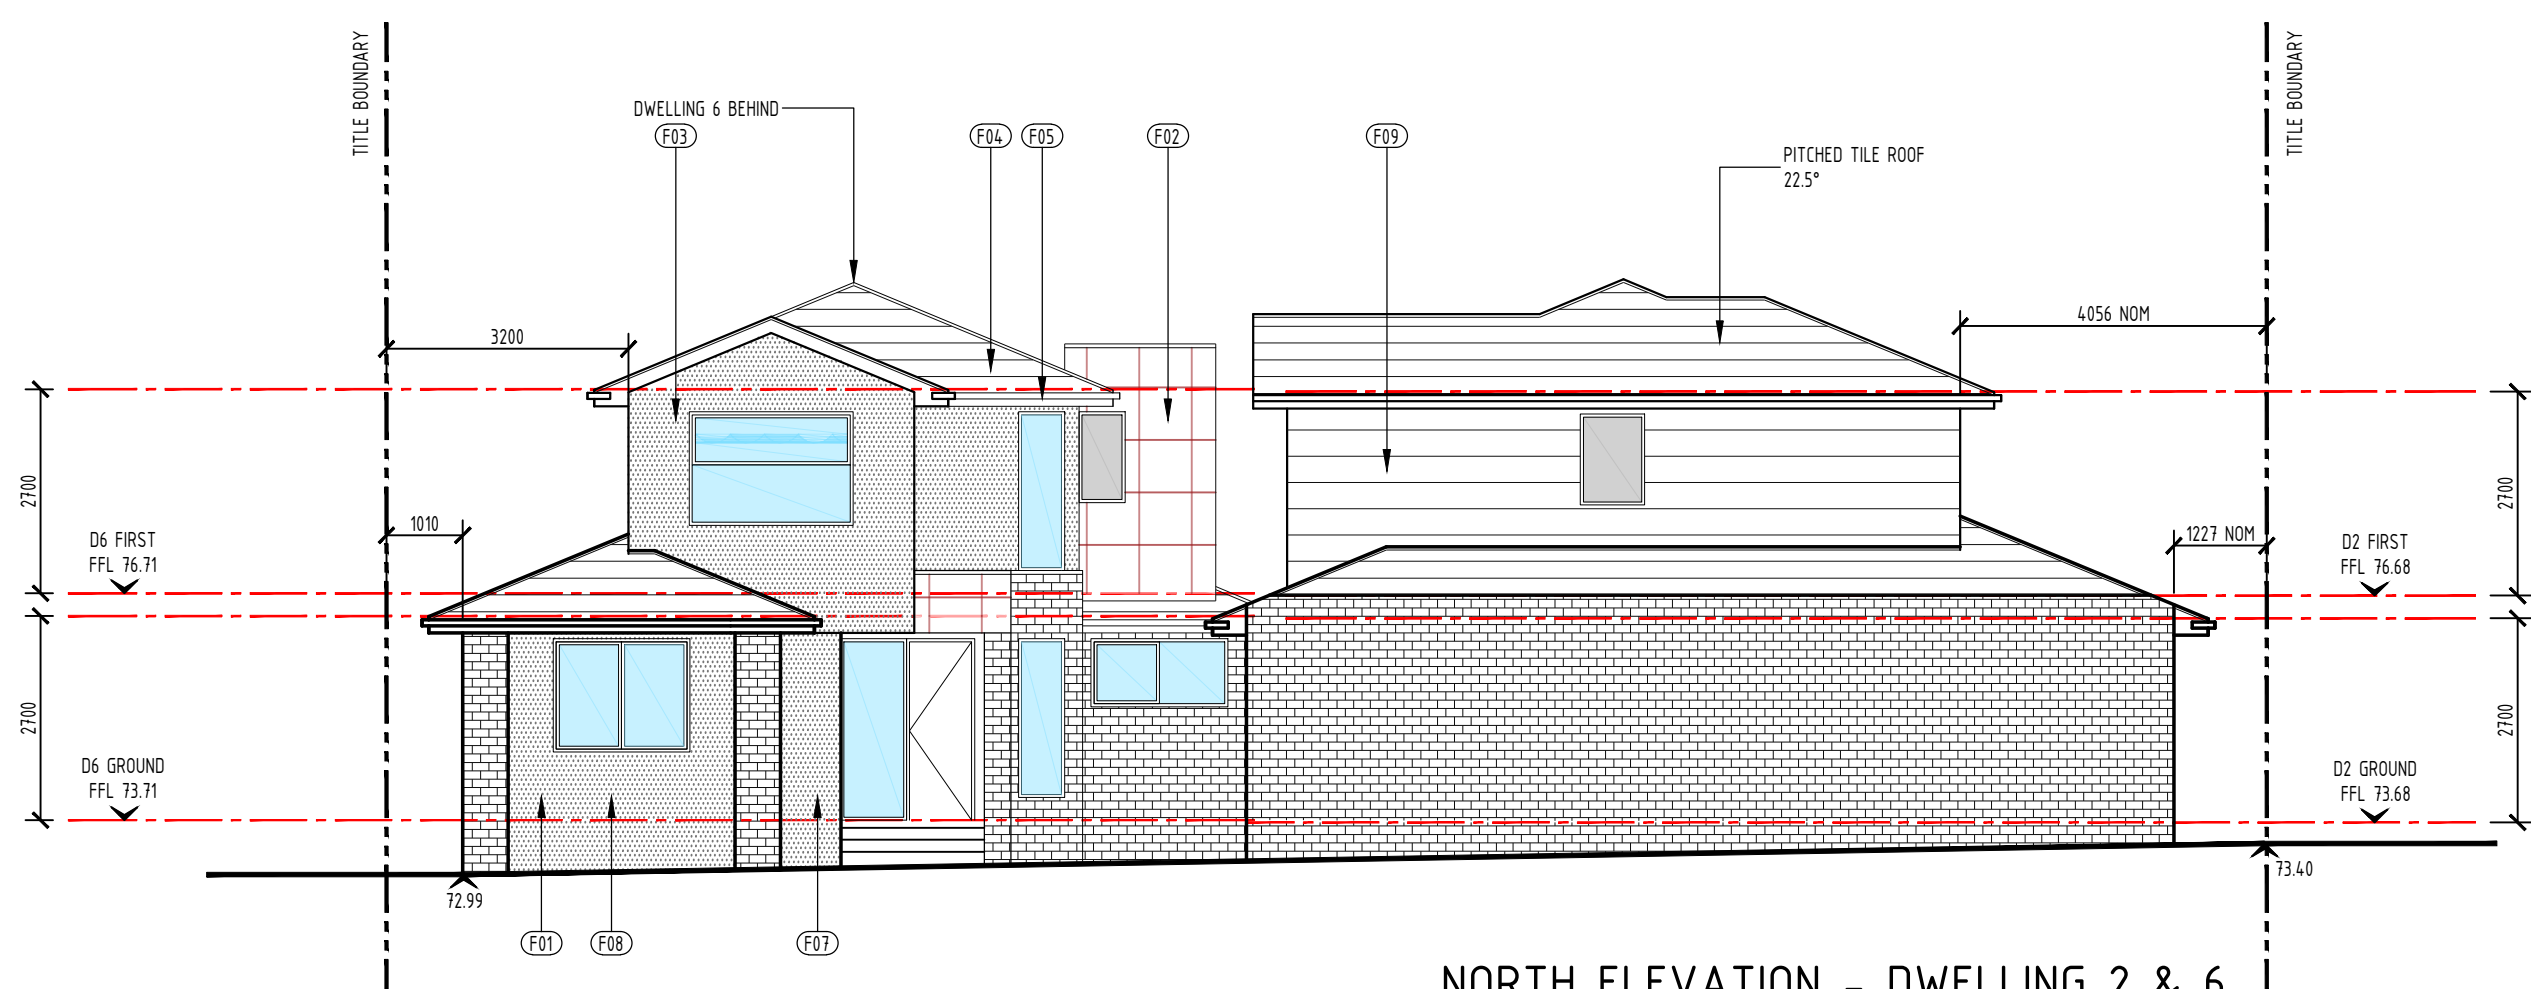 TITLE BOUNDARY
TITLE BOUNDARY
DWELLING 6 BEHIND
F03
F04
F05
F02
F09
PITCHED TILE ROOF
22.5°
3200
4056 NOM
2700
2700
1010
1227 NOM
D6 FIRST
FFL 76.71
D2 FIRST
FFL 76.68
2700
2700
D6 GROUND
FFL 73.71
D2 GROUND
FFL 73.68
72.99
73.40
F01
F08
F07
NORTH ELEVATION - DWELLING 2 & 6